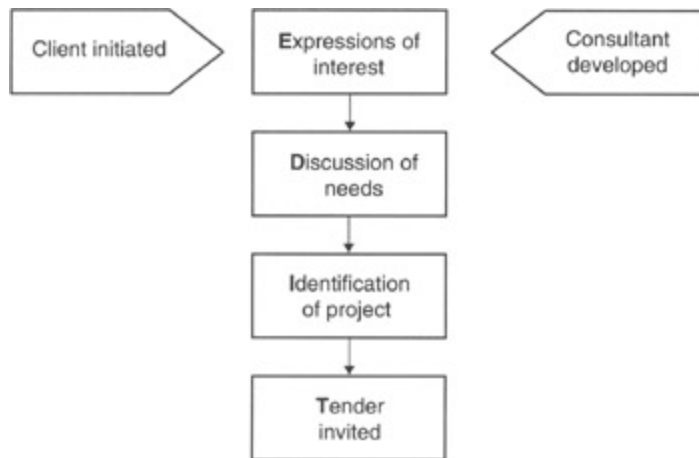 Client initiated
Expressions of
interest
Consultant
developed
Discussion of
needs
Identification
of project
Tender
invited